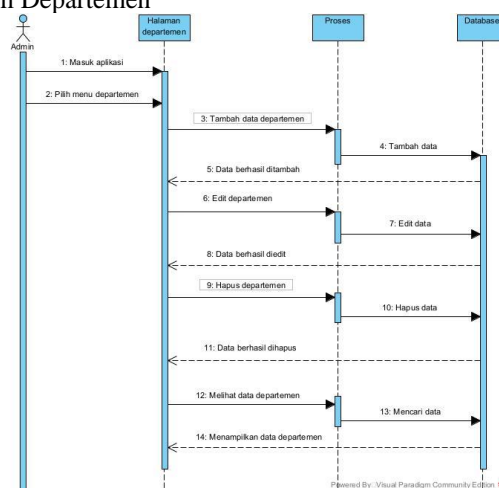 Departemen
Admin
Halaman
departemen
Proses
Database
1: Masuk aplikasi
2: Pilih menu departemen
3: Tambah data departemen
4: Tambah data
5: Data berhasil ditambah
6: Edit departemen
7: Edit data
8: Data berhasil diedit
9: Hapus departemen
10: Hapus data
11: Data berhasil dihapus
12: Melihat data departemen
13: Mencari data
14: Menampilkan data departemen
Powered By Visual Paradigm Community Edition